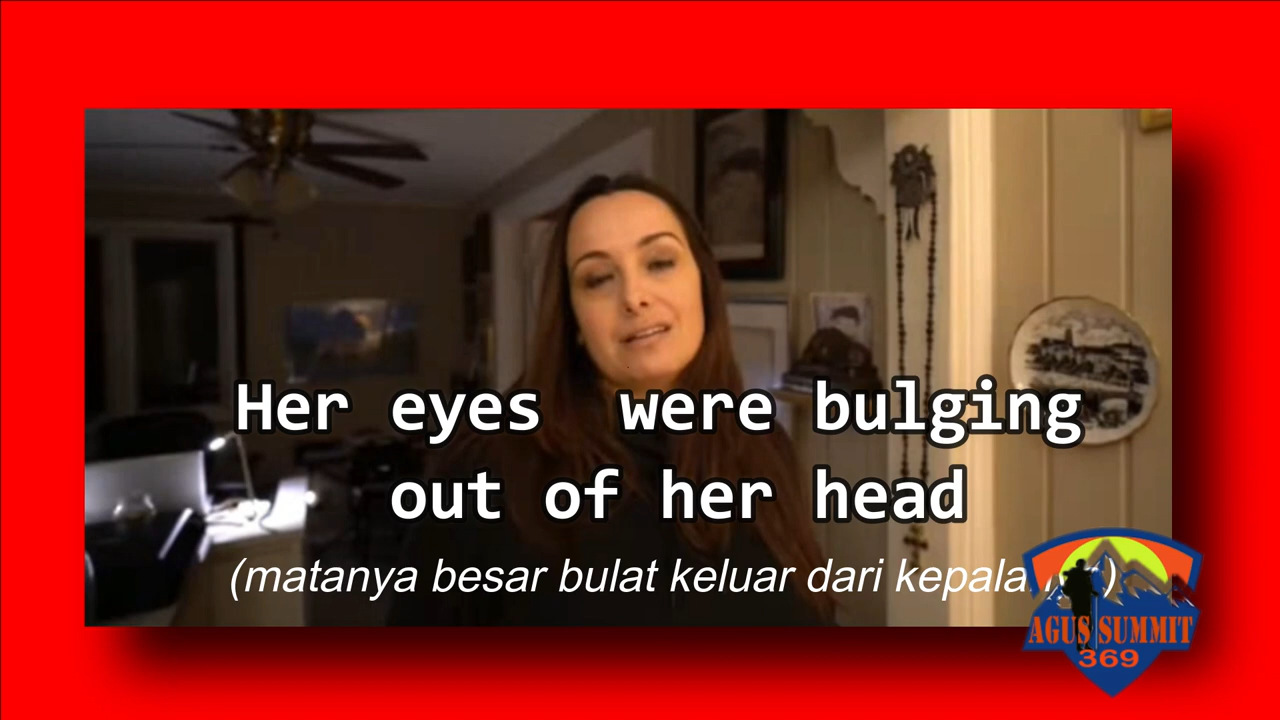 Her eyes were bulging
out of her head
(matanya besar bulat keluar dari kepala
AGUS SUMMIT
369